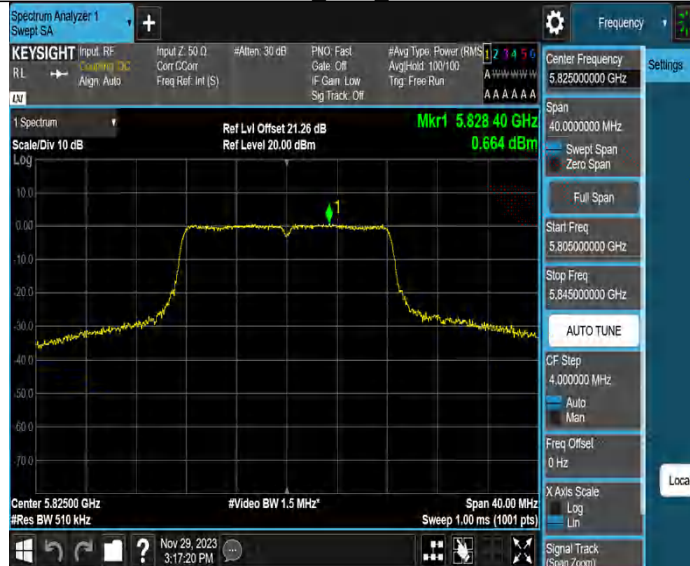 Spectrum Analyzer 1
Swept SA
Frequency
KEYSIGHT
RL
Input: RF
Coupling: DC
Align: Auto
Input Z: 50 Ω
Corr CCorr
Freq Ref: Int (S)
#Atten: 30 dB
PNO: Fast
Gate: Off
IF Gain: Low
Sig Track: Off
#Avg Type: Power (RMS
Avg|Hold: 100/100
Trig: Free Run
1 2 3 4 5 6
A W W W W W
A A A A A A
LXI
1 Spectrum
Scale/Div 10 dB
Ref Lvl Offset 21.26 dB
Ref Level 20.00 dBm
Mkr1 5.828 40 GHz
0.664 dBm
Log
10.0
0.00
-10.0
-20.0
-30.0
-40.0
-50.0
-60.0
-70.0
1
Center 5.82500 GHz
#Res BW 510 kHz
#Video BW 1.5 MHz*
Span 40.00 MHz
Sweep 1.00 ms (1001 pts)
Nov 29, 2023
3:17:20 PM
Center Frequency
5.825000000 GHz
Settings
Span
40.0000000 MHz
Swept Span
Zero Span
Full Span
Start Freq
5.805000000 GHz
Stop Freq
5.845000000 GHz
AUTO TUNE
CF Step
4.000000 MHz
Auto
Man
Freq Offset
0 Hz
X Axis Scale
Log
Lin
Loca
Signal Track
(Span Zoom)